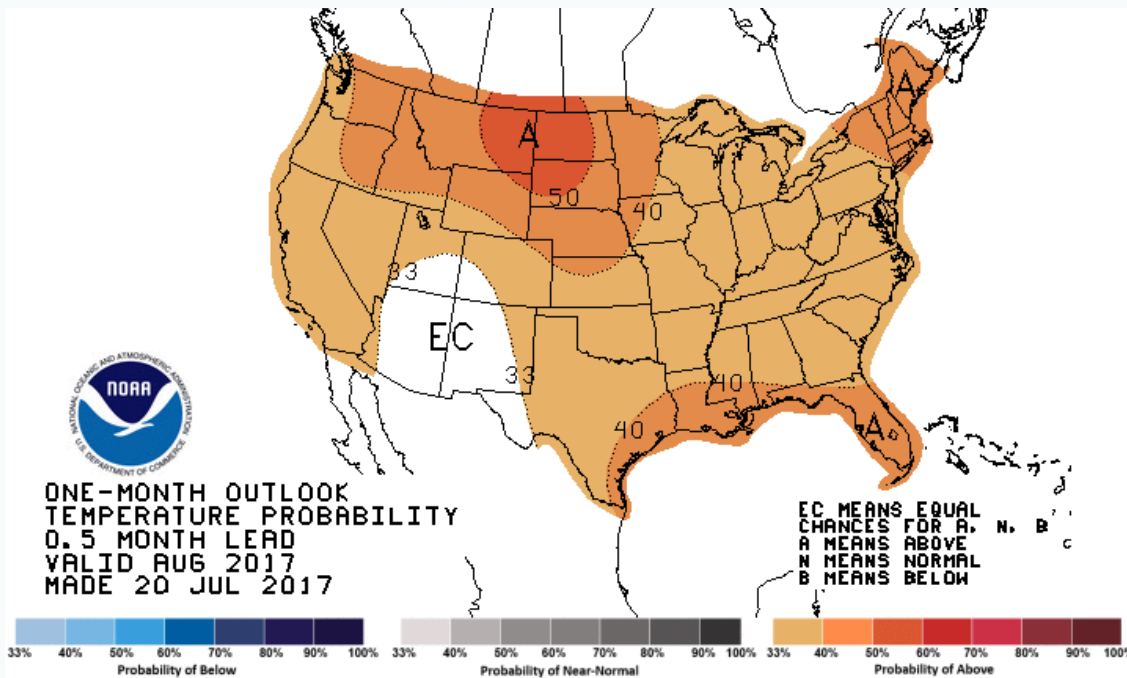 A
A
50
40
33
EC
33
40
40
A
NATIONAL OCEANIC AND ATMOSPHERIC ADMINISTRATION
NOAA
U.S. DEPARTMENT OF COMMERCE
ONE-MONTH OUTLOOK
TEMPERATURE PROBABILITY
0.5 MONTH LEAD
VALID AUG 2017
MADE 20 JUL 2017
EC MEANS EQUAL
CHANCES FOR A, N, B
A MEANS ABOVE
N MEANS NORMAL
B MEANS BELOW
33% 40% 50% 60% 70% 80% 90% 100%
Probability of Below
33% 40% 50% 60% 70% 80% 90% 100%
Probability of Near-Normal
33% 40% 50% 60% 70% 80% 90% 100%
Probability of Above